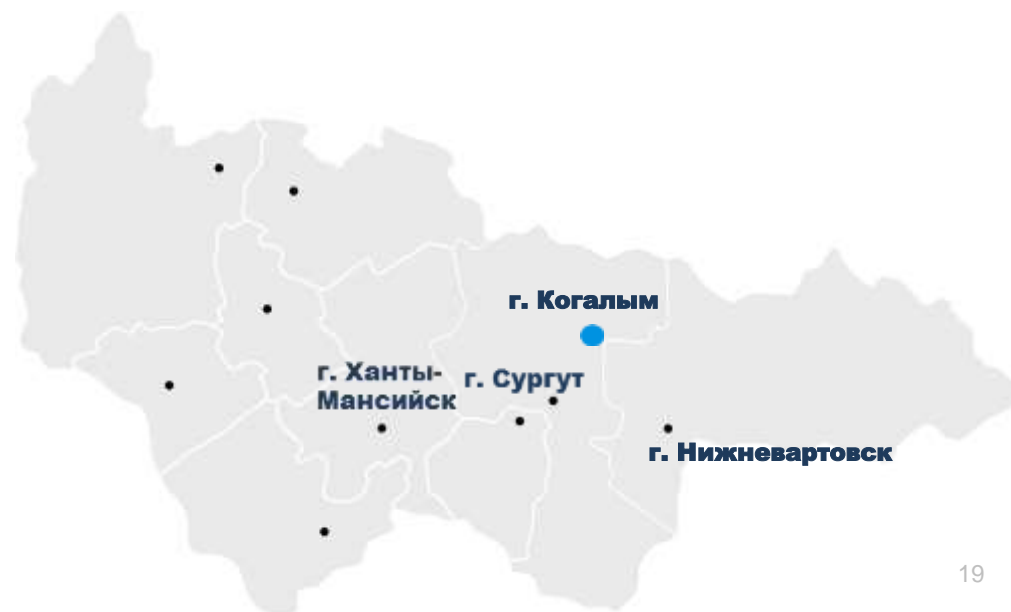 г. Когалым
г. Ханты-
Мансийск
г. Сургут
г. Нижневартовск
19